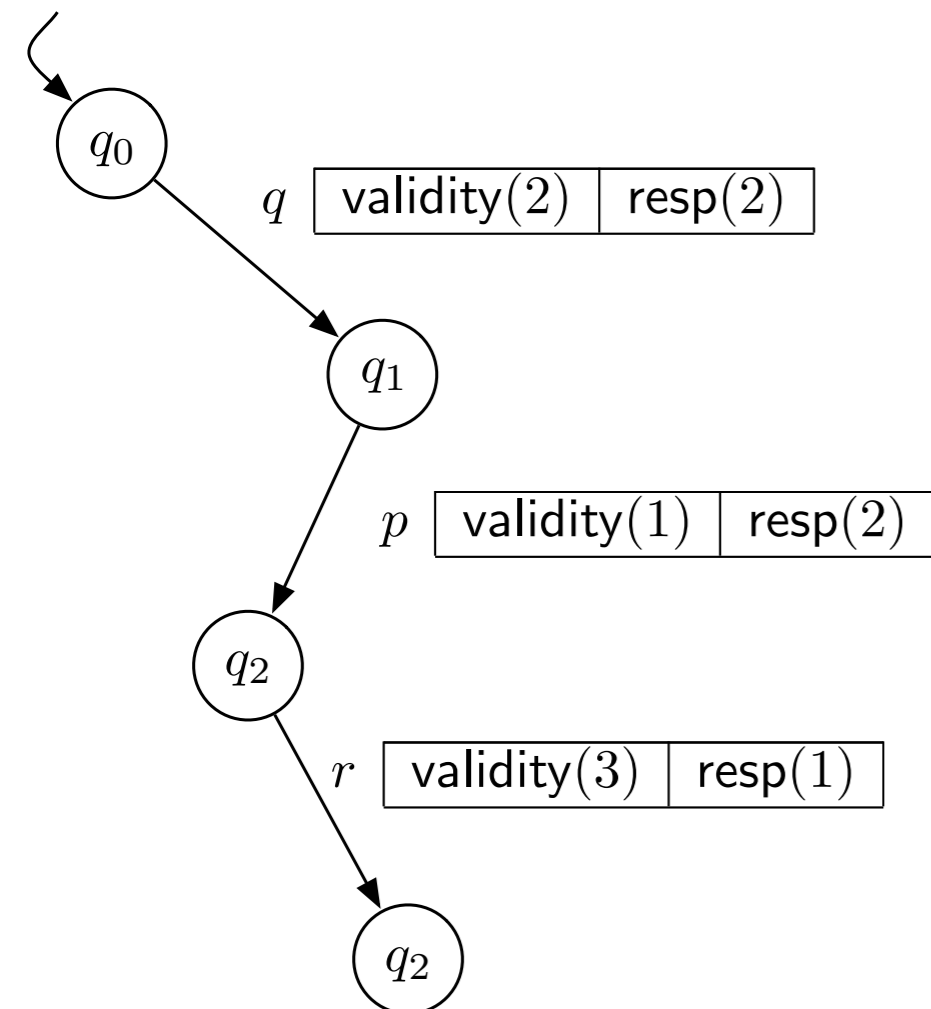 q₀
q validity(2) resp(2)
q₁
p validity(1) resp(2)
q₂
r validity(3) resp(1)
q₂